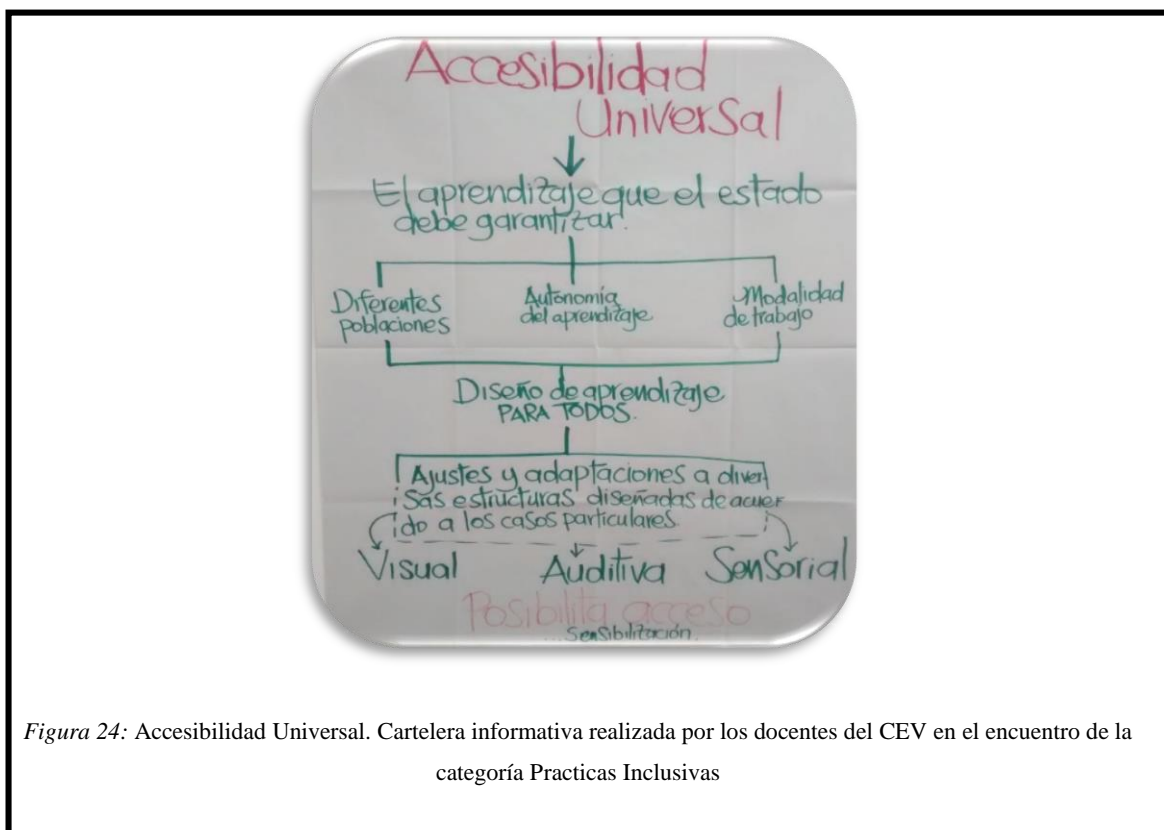 Accesibilidad
Universal
El aprendizaje que el estado
debe garantizar.
Diferentes
poblaciones
Autonomía
del aprendizaje
Modalidad
de trabajo
Diseño de aprendizaje
PARA TODOS.
Ajustes y adaptaciones a diver
sas estructuras diseñadas de acuer
do a los casos particulares
Visual Auditiva Sensorial
Posibilita acceso
...Sensibilización.
Figura 24: Accesibilidad Universal. Cartelera informativa realizada por los docentes del CEV en el encuentro de la
categoría Practicas Inclusivas